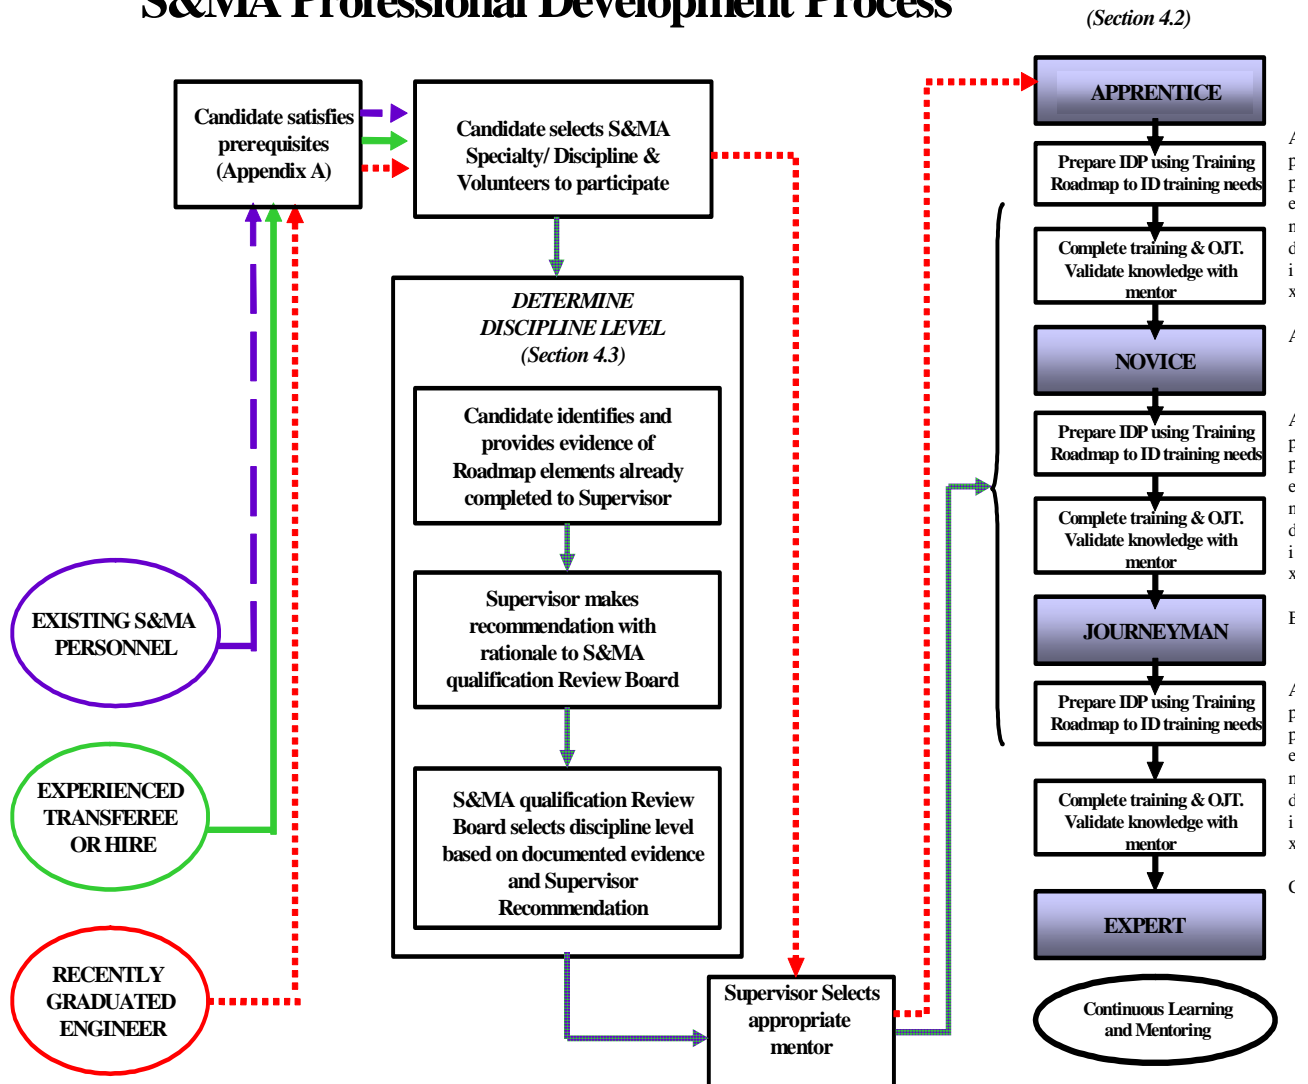 S&MA Professional Development Process
(Section 4.2)
Candidate satisfies
prerequisites
(Appendix A)
Candidate selects S&MA
Specialty/ Discipline &
Volunteers to participate
DETERMINE
DISCIPLINE LEVEL
(Section 4.3)
Candidate identifies and
provides evidence of
Roadmap elements already
completed to Supervisor
Supervisor makes
recommendation with
rationale to S&MA
qualification Review Board
S&MA qualification Review
Board selects discipline level
based on documented evidence
and Supervisor
Recommendation
Supervisor Selects
appropriate
mentor
EXISTING S&MA
PERSONNEL
EXPERIENCED
TRANSFEREE
OR HIRE
RECENTLY
GRADUATED
ENGINEER
APPRENTICE
Prepare IDP using Training
Roadmap to ID training needs
Complete training & OJT.
Validate knowledge with
mentor
NOVICE
Prepare IDP using Training
Roadmap to ID training needs
Complete training & OJT.
Validate knowledge with
mentor
JOURNEYMAN
Prepare IDP using Training
Roadmap to ID training needs
Complete training & OJT.
Validate knowledge with
mentor
EXPERT
Continuous Learning
and Mentoring